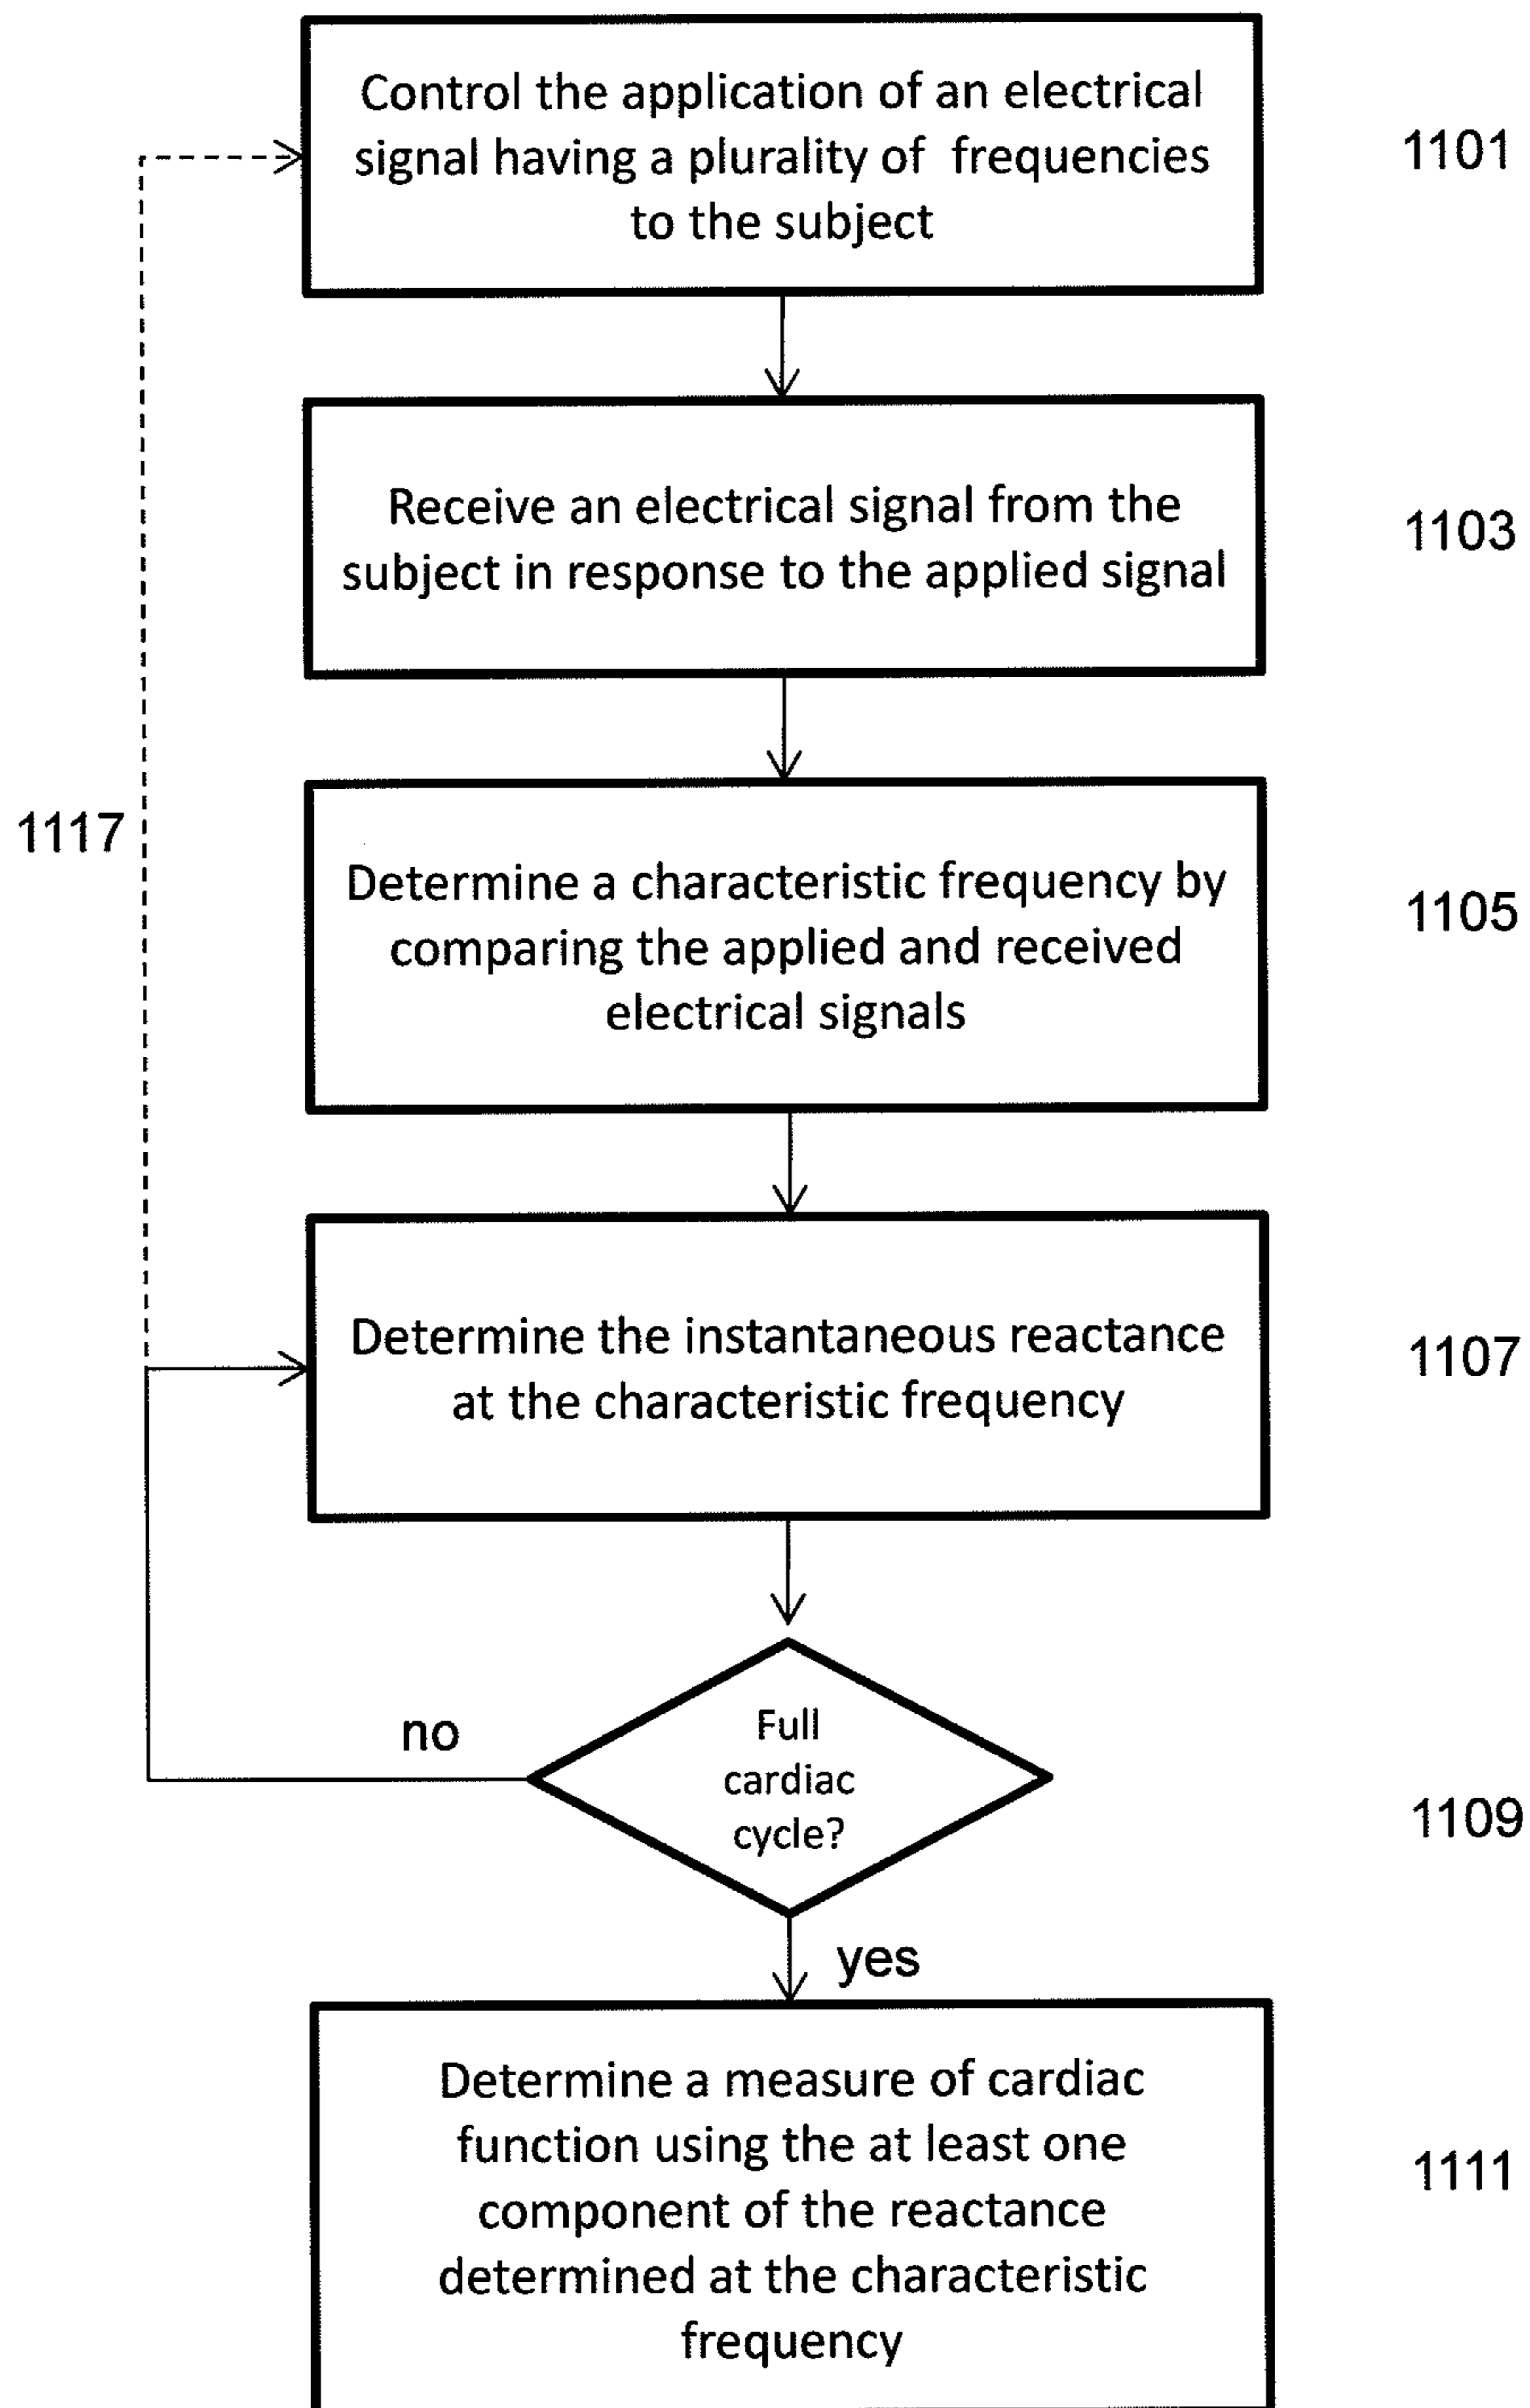 Control the application of an electrical
signal having a plurality of frequencies
to the subject
1101
Receive an electrical signal from the
subject in response to the applied signal
1103
1117
Determine a characteristic frequency by
comparing the applied and received
electrical signals
1105
Determine the instantaneous reactance
at the characteristic frequency
1107
no
Full
cardiac
cycle?
1109
yes
Determine a measure of cardiac
function using the at least one
component of the reactance
determined at the characteristic
frequency
1111